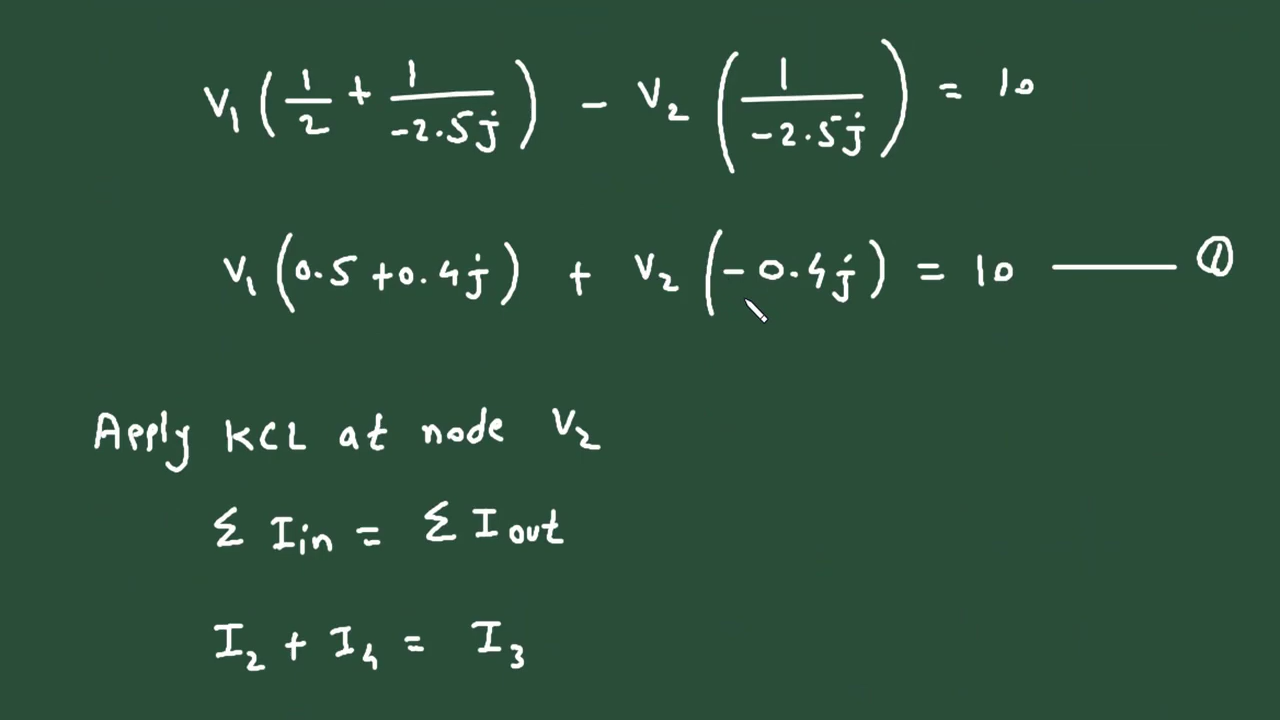 V₁ ( 1/2 + 1/-2.5j ) - V₂ ( 1/-2.5j ) = 10
V₁ ( 0.5 + 0.4j ) + V₂ ( -0.4j ) = 10 —— ①
Apply KCL at node V₂
Σ Iin = Σ Iout
I₂ + I₄ = I₃